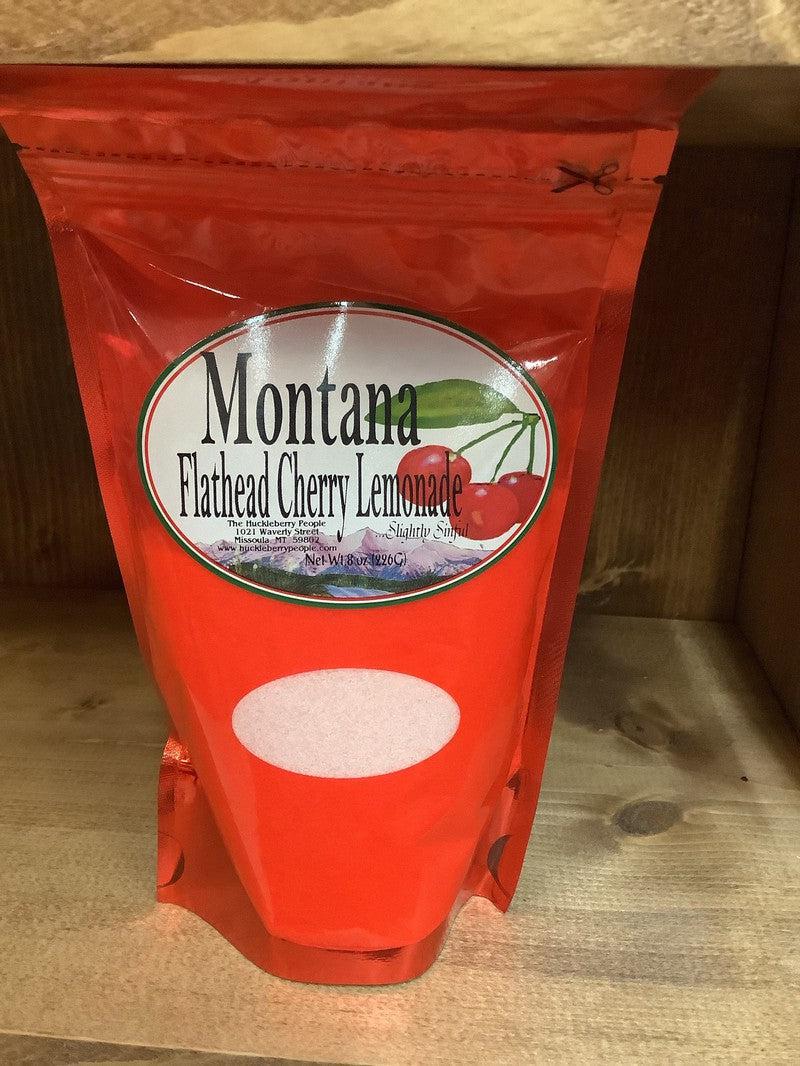 Montana
Flathead Cherry Lemonade
...Slightly Sinful
The Huckleberry People
1021 Waverly Street
Missoula, MT 59802
www.huckleberrypeople.com
Net Wt 8 oz (226G)